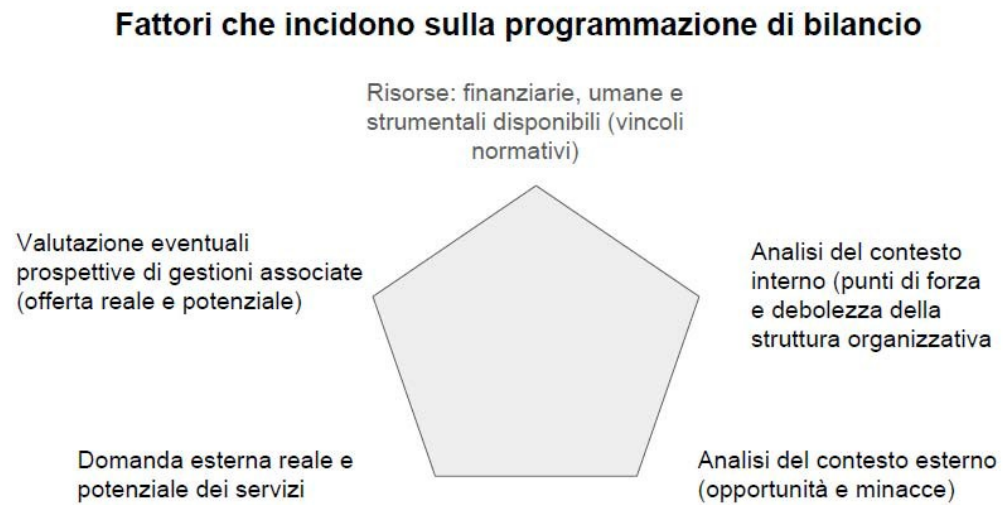 Fattori che incidono sulla programmazione di bilancio
Risorse: finanziarie, umane e
strumentali disponibili (vincoli
normativi)
Valutazione eventuali
prospettive di gestioni associate
(offerta reale e potenziale)
Analisi del contesto
interno (punti di forza
e debolezza della
struttura organizzativa
Domanda esterna reale e
potenziale dei servizi
Analisi del contesto esterno
(opportunità e minacce)